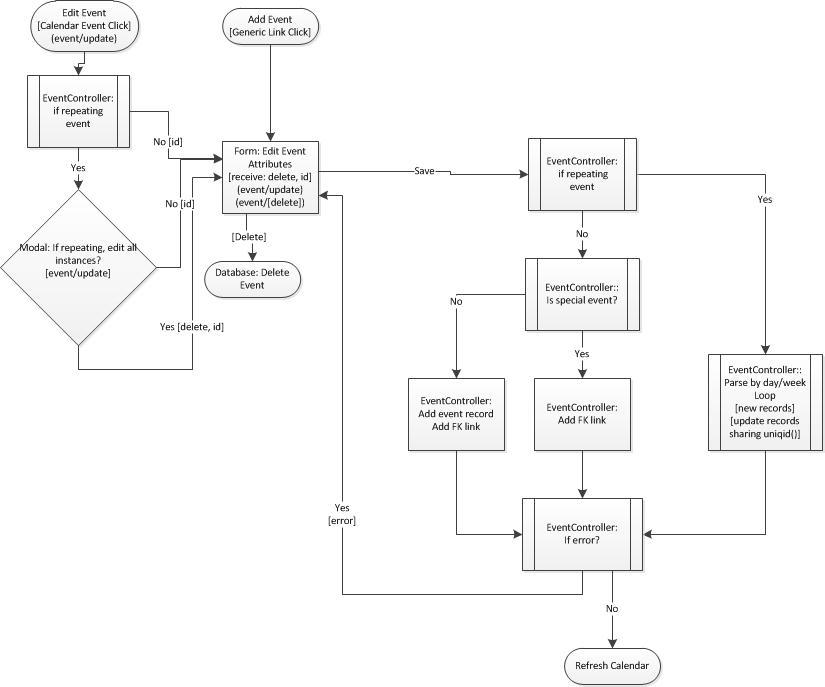 Edit Event
[Calendar Event Click]
(event/update)
Add Event
[Generic Link Click]
EventController:
if repeating
event
No [id]
Yes
Modal: If repeating, edit all
instances?
[event/update]
No [id]
Yes [delete, id]
Form: Edit Event
Attributes
[receive: delete, id]
(event/update)
(event/[delete])
[Delete]
Database: Delete
Event
Save
EventController:
if repeating
event
Yes
No
EventController::
Is special event?
No
Yes
EventController:
Add event record
Add FK link
EventController:
Add FK link
EventController::
Parse by day/week
Loop
[new records]
[update records
sharing uniqid()]
Yes
[error]
EventController:
If error?
No
Refresh Calendar